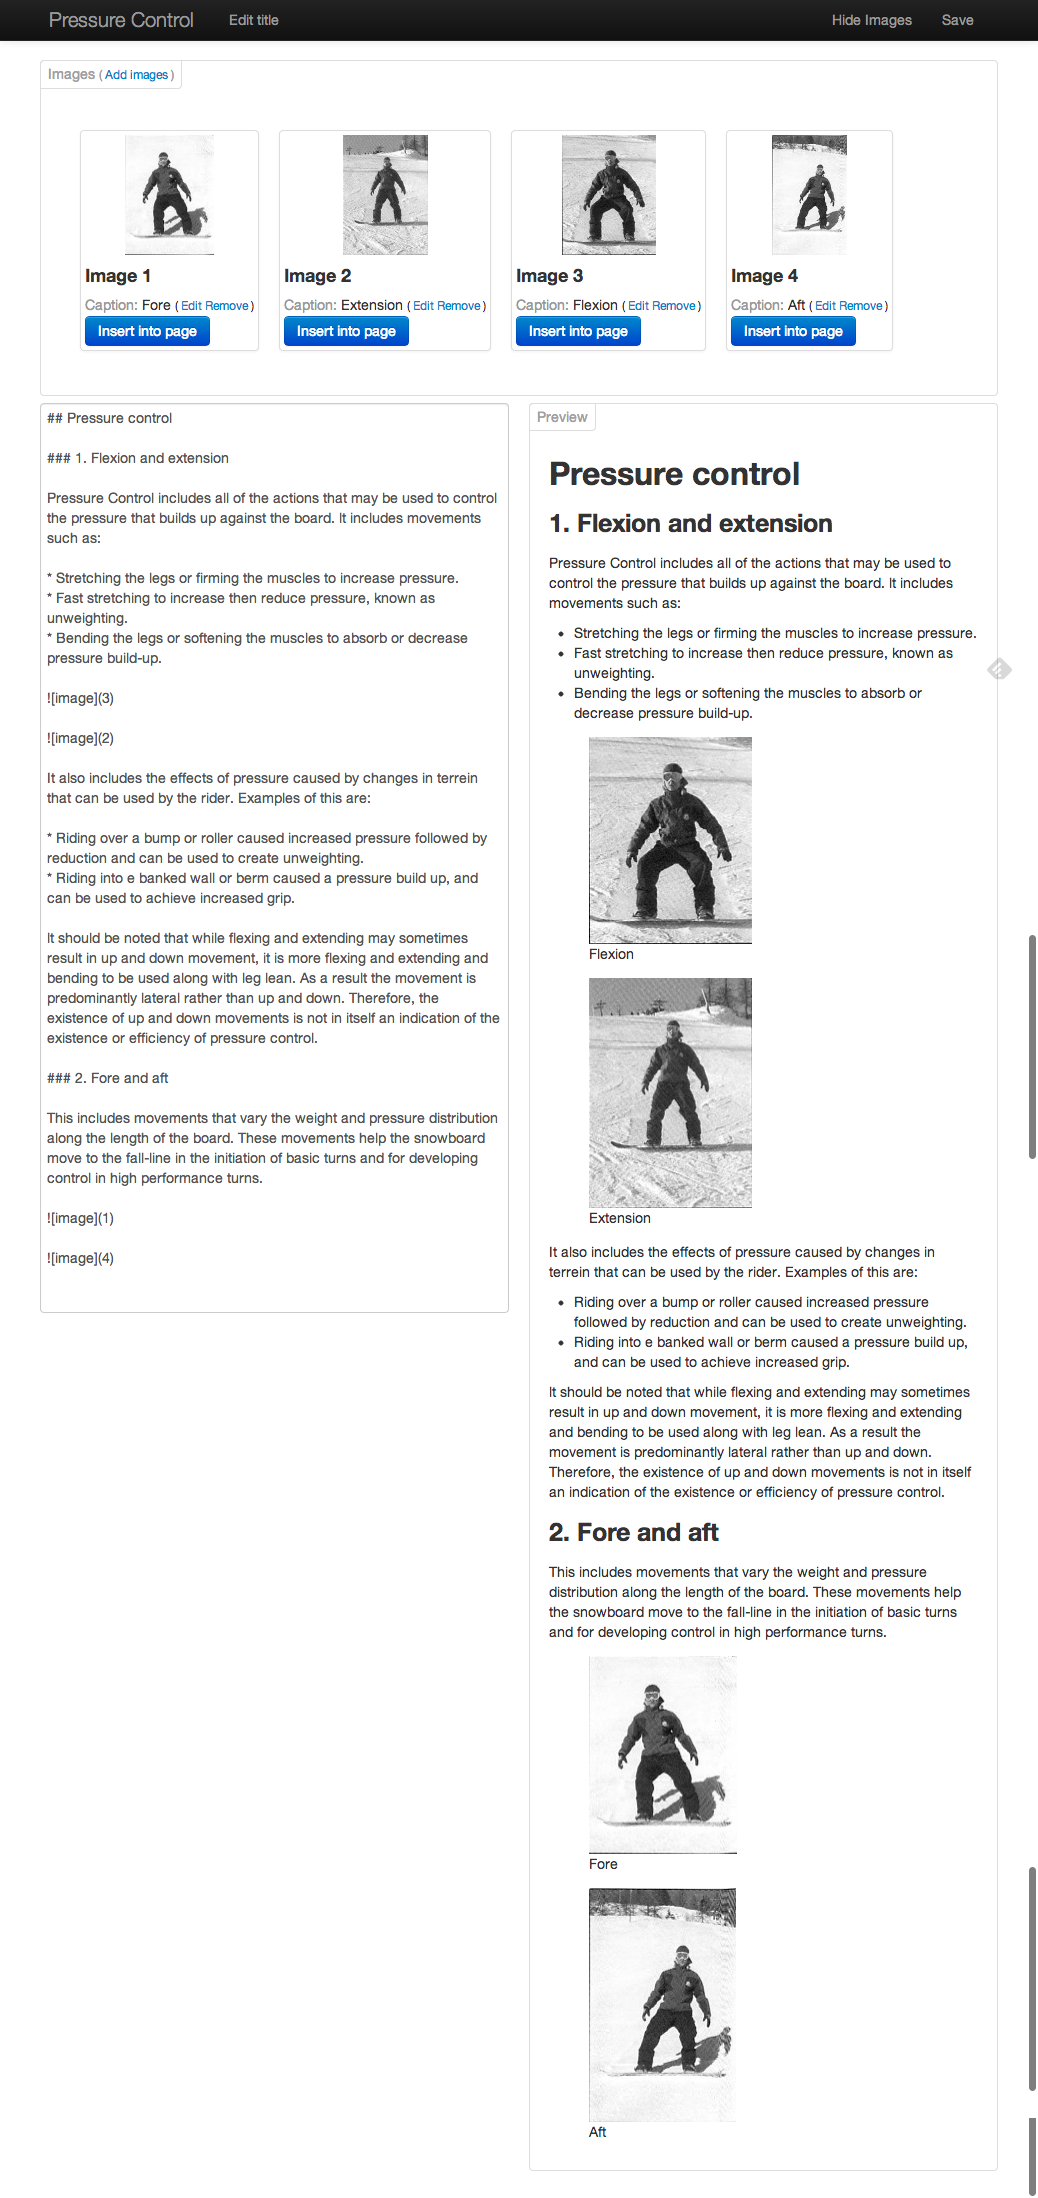 Pressure Control Edit title Hide Images Save
Images ( Add images )
Image 1
Caption: Fore ( Edit Remove )
Insert into page
Image 2
Caption: Extension ( Edit Remove )
Insert into page
Image 3
Caption: Flexion ( Edit Remove )
Insert into page
Image 4
Caption: Aft ( Edit Remove )
Insert into page
## Pressure control
### 1. Flexion and extension
Pressure Control includes all of the actions that may be used to control
the pressure that builds up against the board. It includes movements
such as:
* Stretching the legs or firming the muscles to increase pressure.
* Fast stretching to increase then reduce pressure, known as
unweighting.
* Bending the legs or softening the muscles to absorb or decrease
pressure build-up.
![image](3)
![image](2)
It also includes the effects of pressure caused by changes in terrein
that can be used by the rider. Examples of this are:
* Riding over a bump or roller caused increased pressure followed by
reduction and can be used to create unweighting.
* Riding into e banked wall or berm caused a pressure build up, and
can be used to achieve increased grip.
It should be noted that while flexing and extending may sometimes
result in up and down movement, it is more flexing and extending and
bending to be used along with leg lean. As a result the movement is
predominantly lateral rather than up and down. Therefore, the
existence of up and down movements is not in itself an indication of the
existence or efficiency of pressure control.
### 2. Fore and aft
This includes movements that vary the weight and pressure distribution
along the length of the board. These movements help the snowboard
move to the fall-line in the initiation of basic turns and for developing
control in high performance turns.
![image](1)
![image](4)
Preview
Pressure control
1. Flexion and extension
Pressure Control includes all of the actions that may be used to
control the pressure that builds up against the board. It includes
movements such as:
• Stretching the legs or firming the muscles to increase pressure.
• Fast stretching to increase then reduce pressure, known as
unweighting.
• Bending the legs or softening the muscles to absorb or
decrease pressure build-up.
Flexion
Extension
It also includes the effects of pressure caused by changes in
terrein that can be used by the rider. Examples of this are:
• Riding over a bump or roller caused increased pressure
followed by reduction and can be used to create unweighting.
• Riding into e banked wall or berm caused a pressure build up,
and can be used to achieve increased grip.
It should be noted that while flexing and extending may sometimes
result in up and down movement, it is more flexing and extending
and bending to be used along with leg lean. As a result the
movement is predominantly lateral rather than up and down.
Therefore, the existence of up and down movements is not in itself
an indication of the existence or efficiency of pressure control.
2. Fore and aft
This includes movements that vary the weight and pressure
distribution along the length of the board. These movements help
the snowboard move to the fall-line in the initiation of basic turns
and for developing control in high performance turns.
Fore
Aft